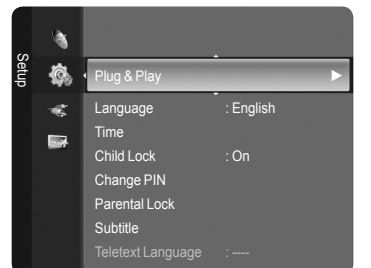 Setup
Plug & Play
Language : English
Time
Child Lock : On
Change PIN
Parental Lock
Subtitle
Teletext Language : ----